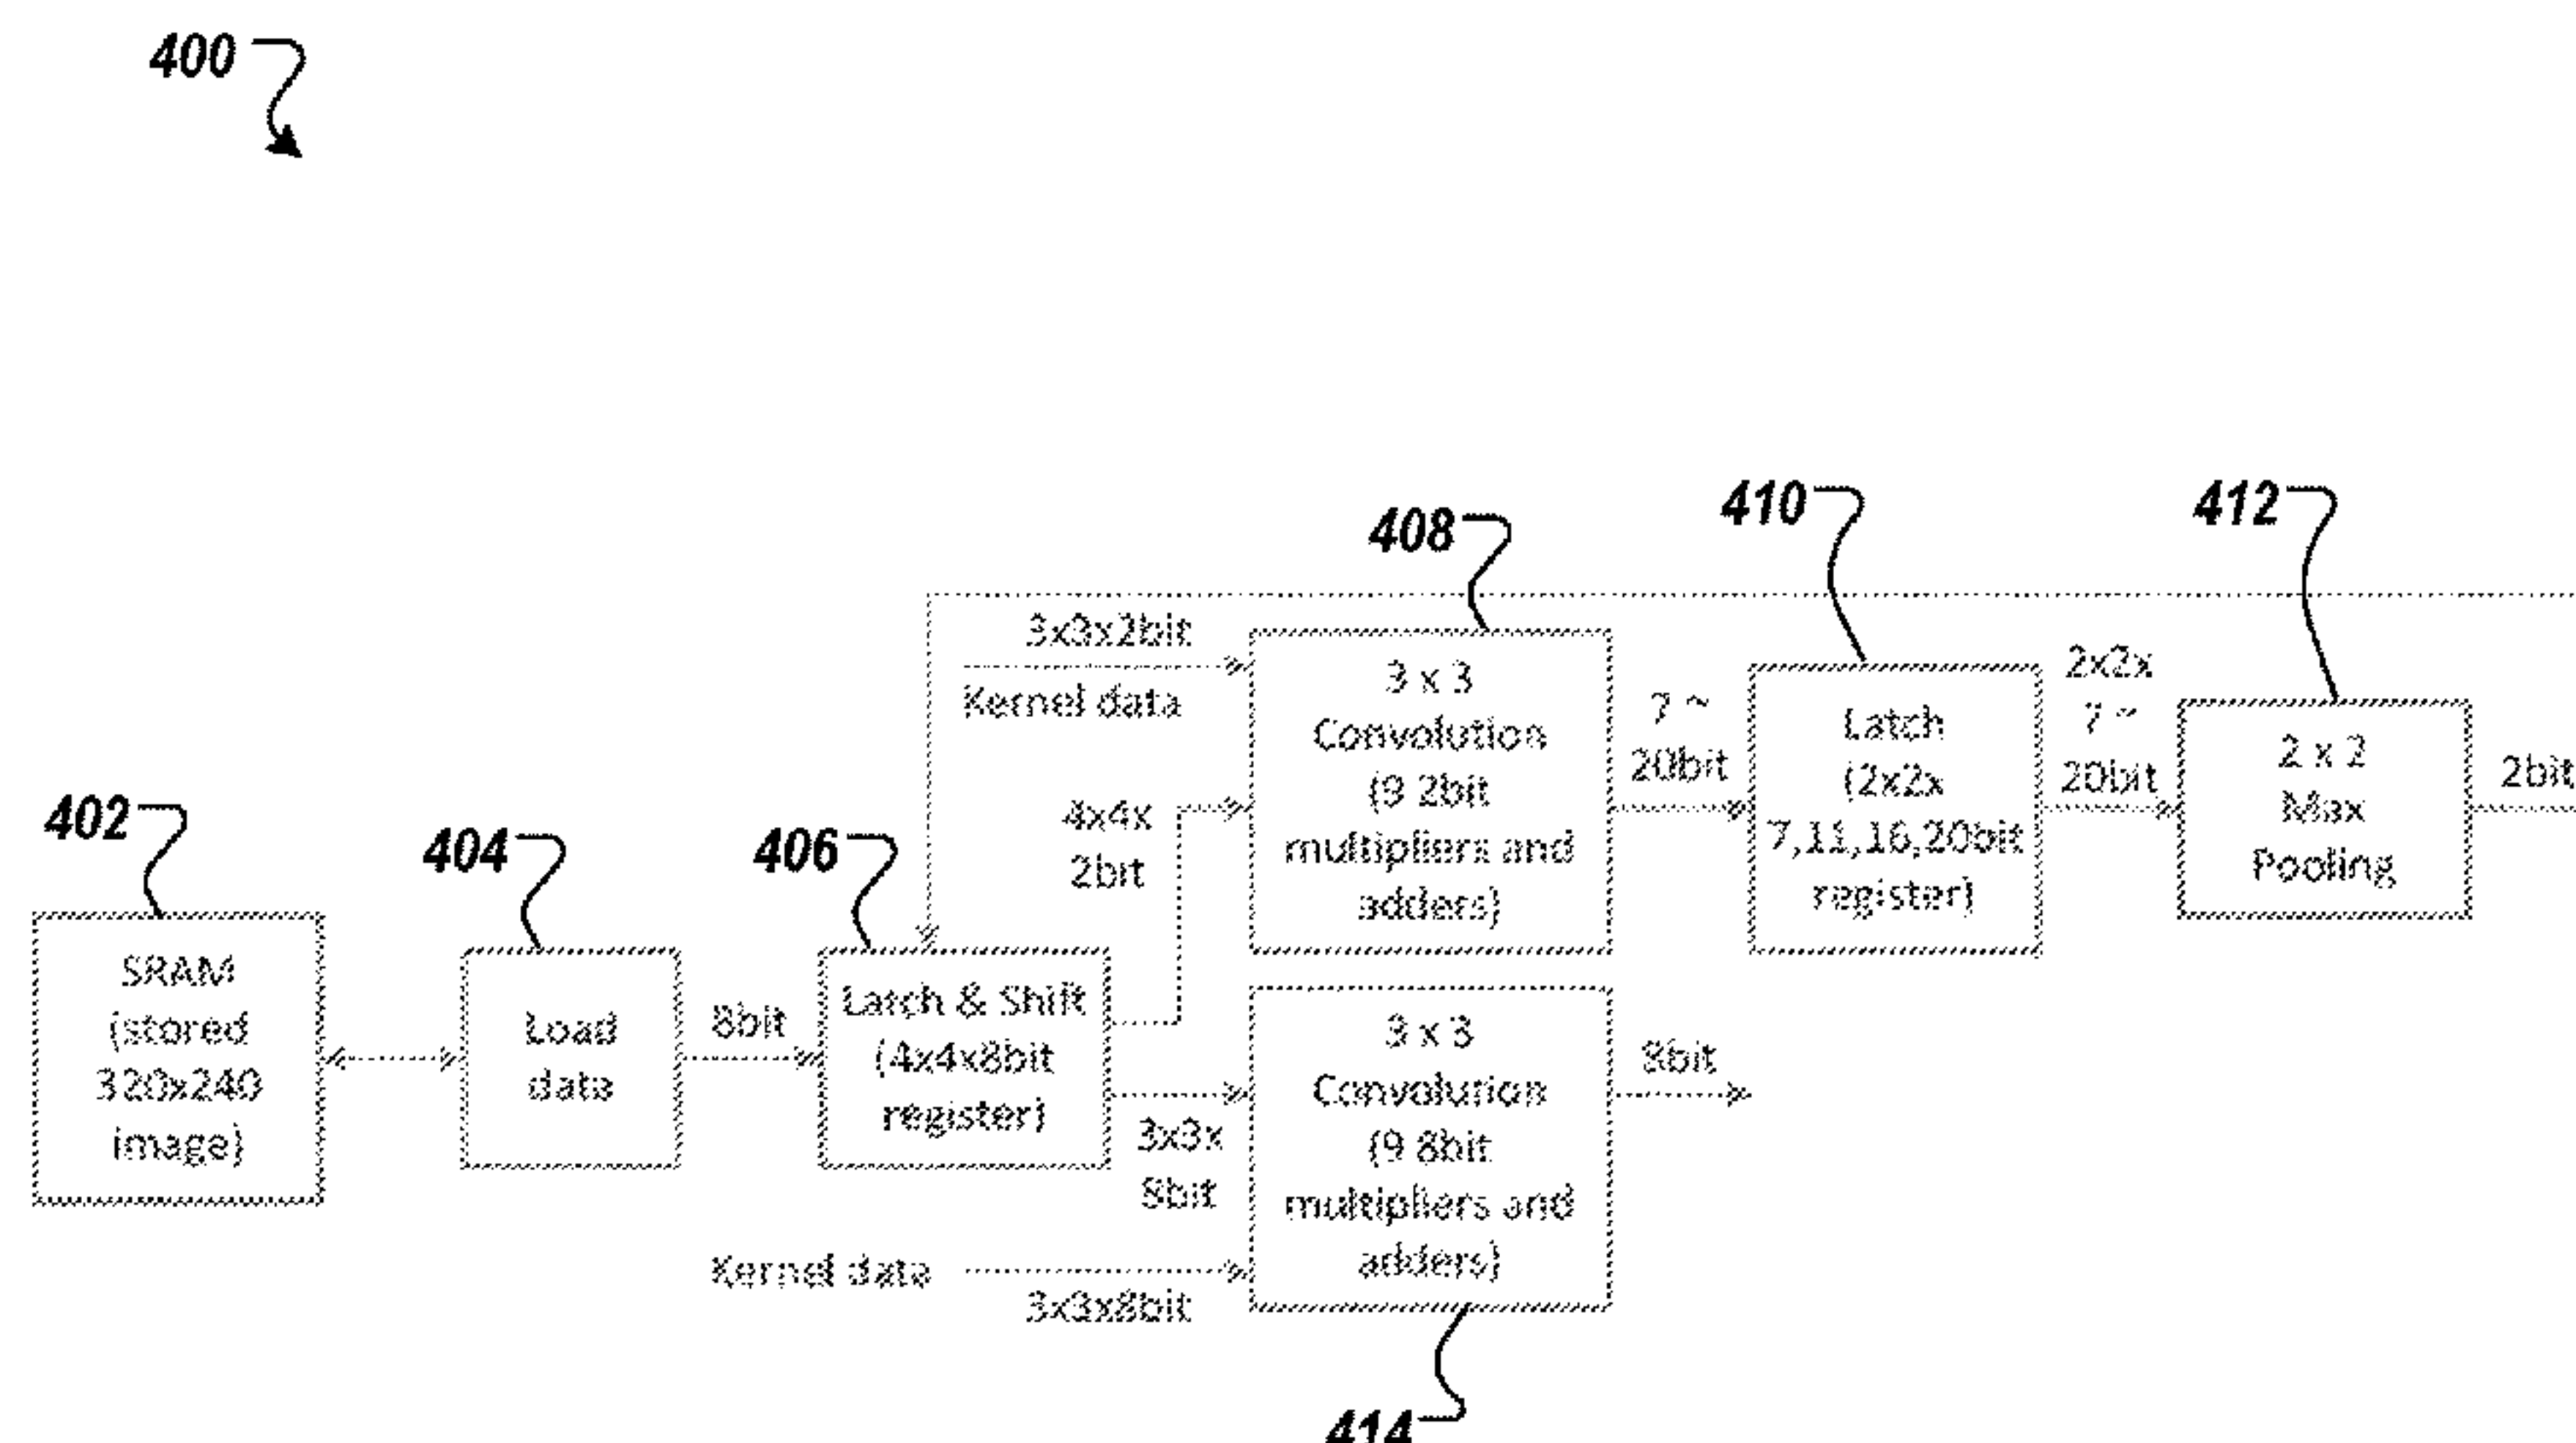 400
408
410
412
3x3x2bit
Kernel data
4x4x
2bit
3 x 3
Convolution
(9 2bit
multipliers and
adders)
7 ~
20bit
Latch
(2x2x
7,11,16,20bit
register)
2x2x
7 ~
20bit
2 x 2
Max
Pooling
2bit
402
404
406
SRAM
(stored
320x240
image)
Load
data
8bit
Latch & Shift
(4x4x8bit
register)
3x3x
8bit
3 x 3
Convolution
(9 8bit
multipliers and
adders)
8bit
Kernel data
3x3x8bit
414